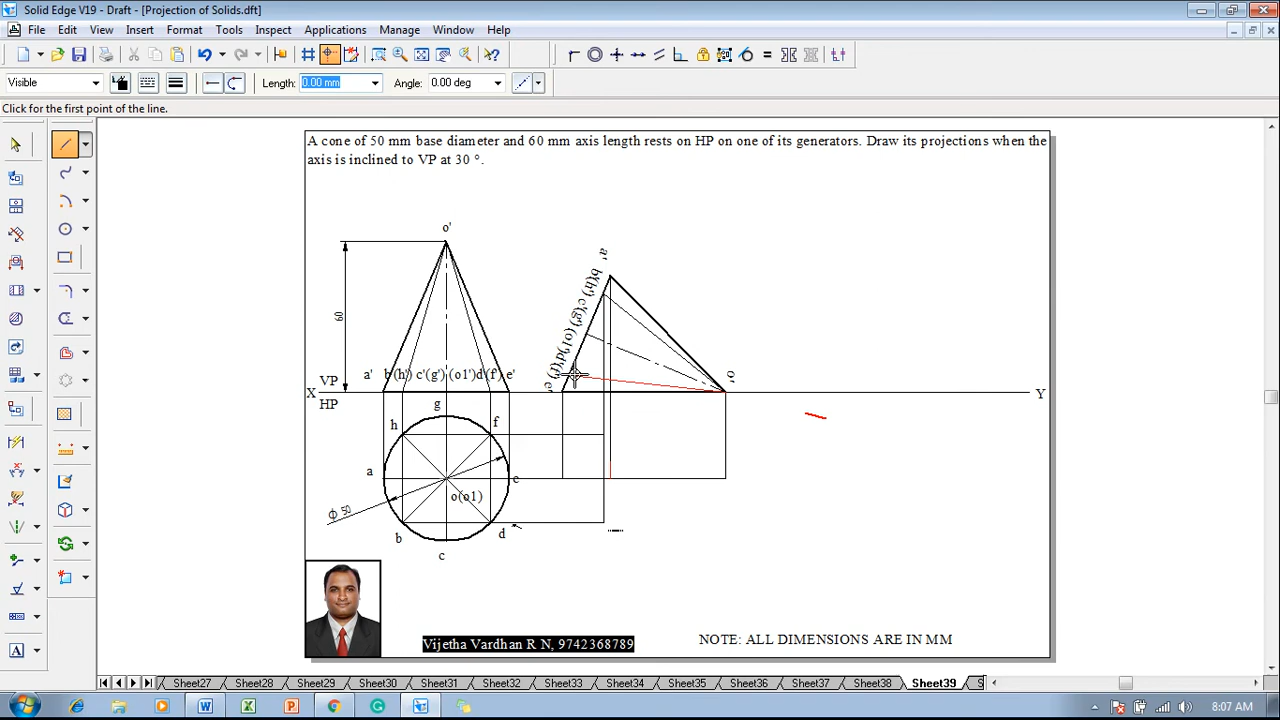 Solid Edge V19 - Draft - [Projection of Solids.dft]
File Edit View Insert Format Tools Inspect Applications Manage Window Help
Visible Length: 0.00 mm Angle: 0.00 deg
Click for the first point of the line.
A cone of 50 mm base diameter and 60 mm axis length rests on HP on one of its generators. Draw its projections when the
axis is inclined to VP at 30 °.
o'
a'
b'(h') c'(g') (o1')d'(f') e'
60
a' b'(h') c'(g') (o1')d(f') e'
o'
VP
X Y
HP
g
h f
a e
o(o1)
ф 50
b d
c
Vijetha Vardhan R N, 9742368789
NOTE: ALL DIMENSIONS ARE IN MM
Sheet27 Sheet28 Sheet29 Sheet30 Sheet31 Sheet32 Sheet33 Sheet34 Sheet35 Sheet36 Sheet37 Sheet38 Sheet39 S
8:07 AM